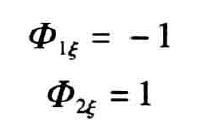 Φ₁ξ = −1
Φ₂ξ = 1